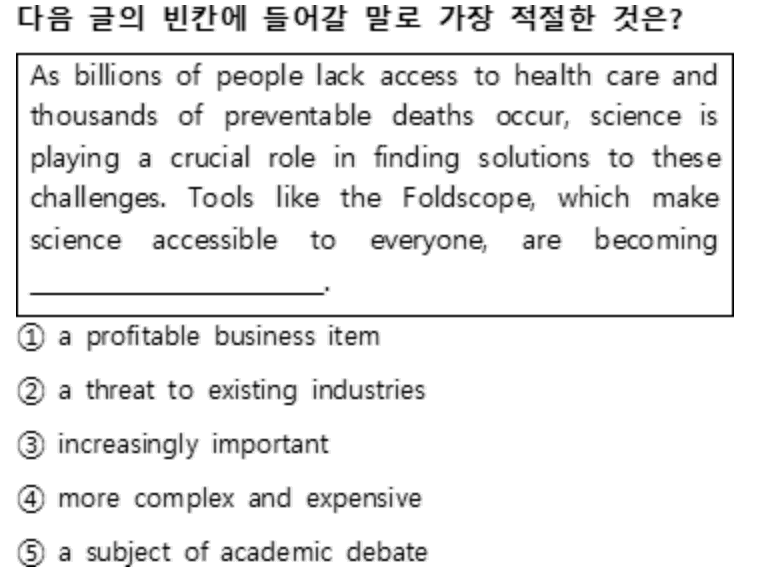 다음 글의 빈칸에 들어갈 말로 가장 적절한 것은?
As billions of people lack access to health care and
thousands of preventable deaths occur, science is
playing a crucial role in finding solutions to these
challenges. Tools like the Foldscope, which make
science accessible to everyone, are becoming
____________________.
① a profitable business item
② a threat to existing industries
③ increasingly important
④ more complex and expensive
⑤ a subject of academic debate